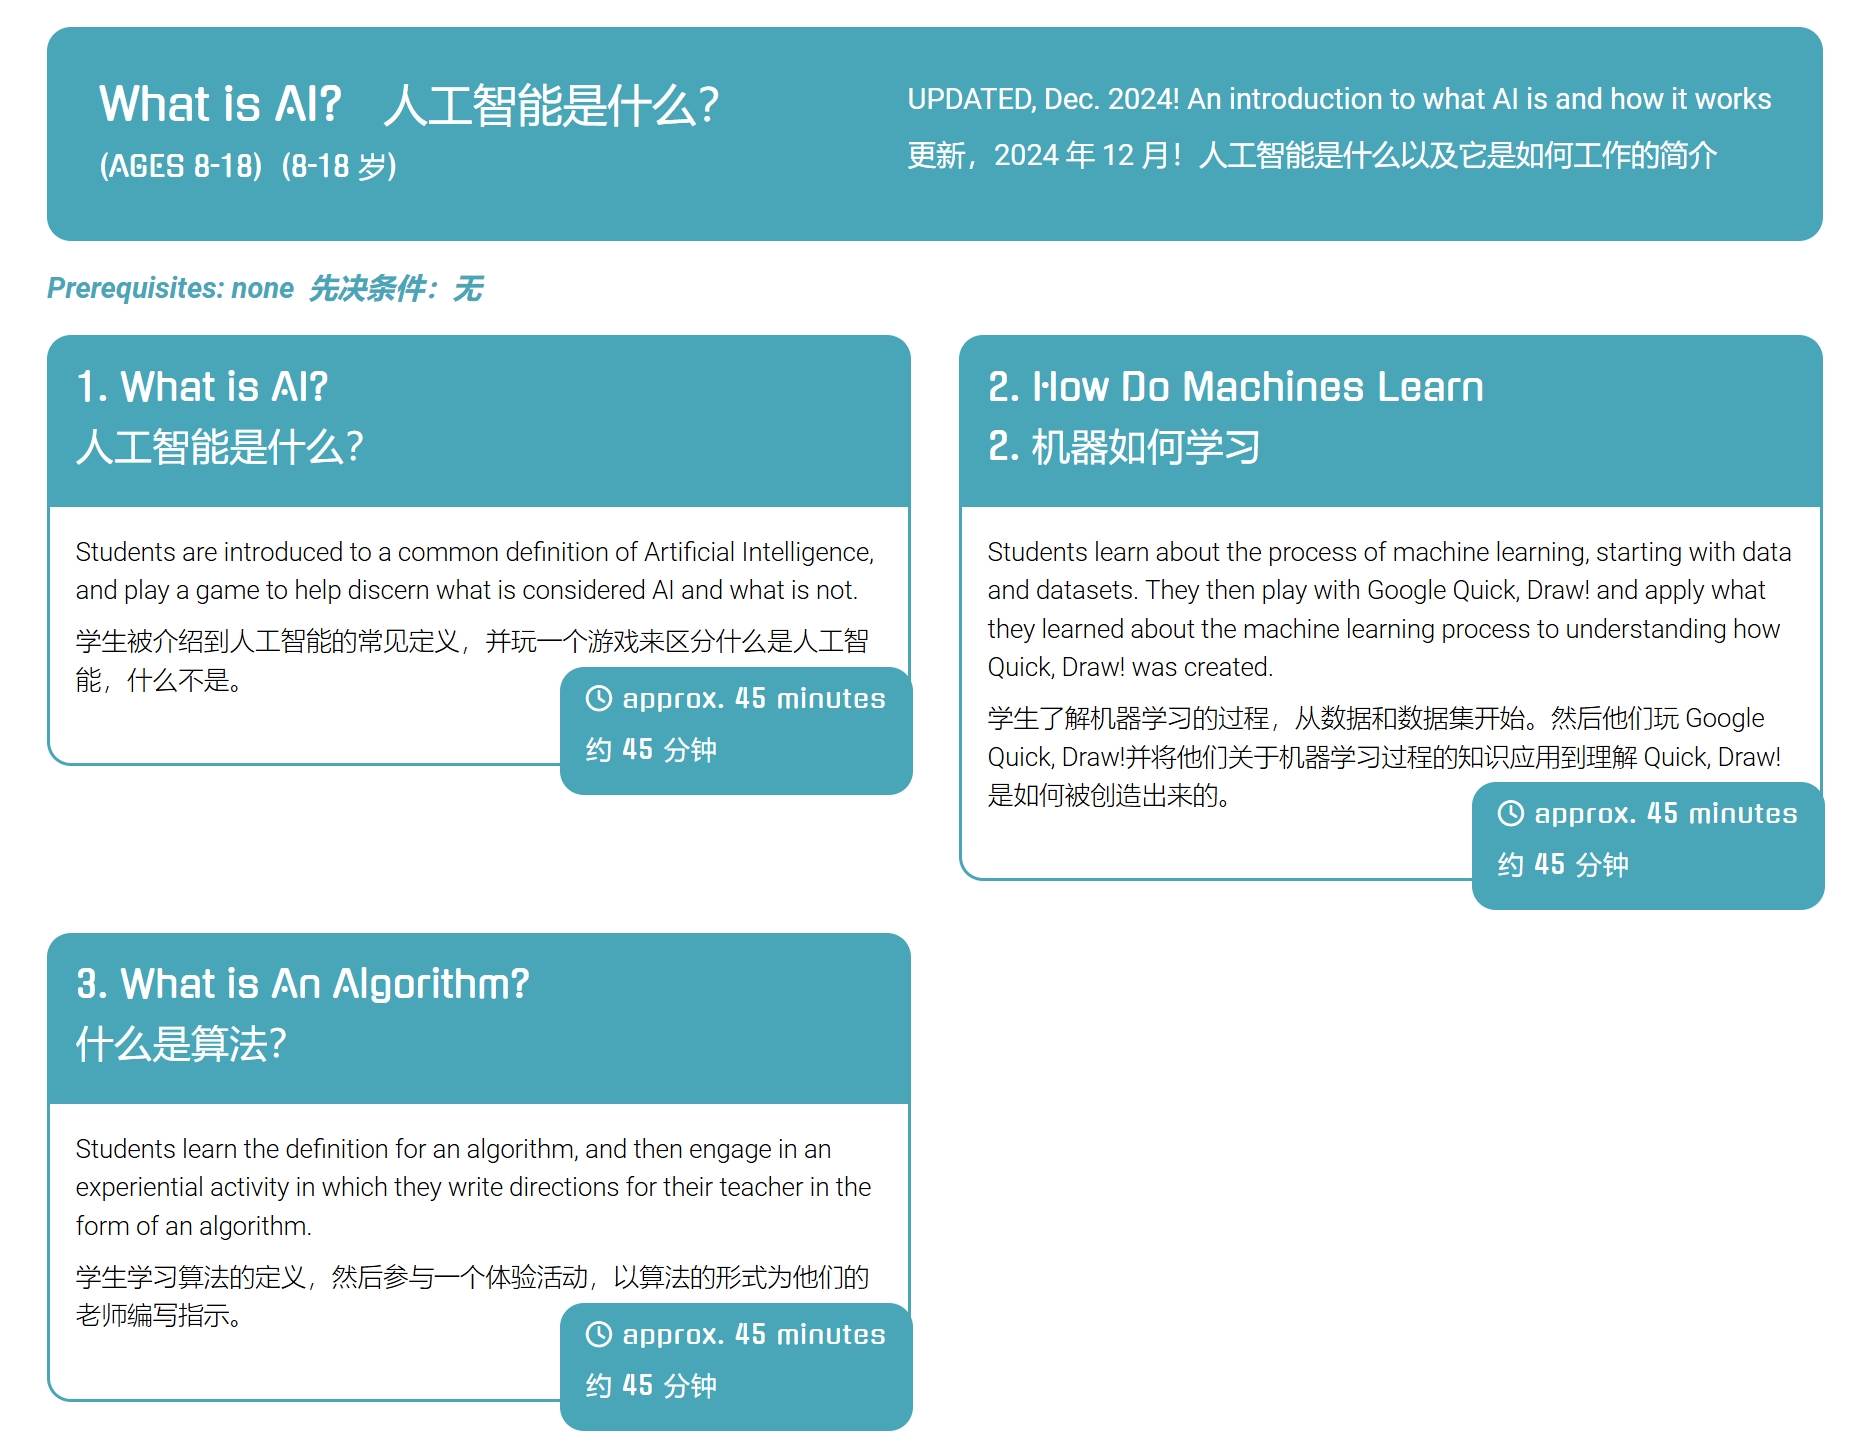 What is AI? 人工智能是什么？
(AGES 8-18) (8-18 岁)
UPDATED, Dec. 2024! An introduction to what AI is and how it works
更新，2024 年 12 月！人工智能是什么以及它是如何工作的简介
Prerequisites: none 先决条件：无
1. What is AI?
人工智能是什么？
Students are introduced to a common definition of Artificial Intelligence,
and play a game to help discern what is considered AI and what is not.
学生被介绍到人工智能的常见定义，并玩一个游戏来区分什么是人工智
能，什么不是。
approx. 45 minutes
约 45 分钟
2. How Do Machines Learn
2. 机器如何学习
Students learn about the process of machine learning, starting with data
and datasets. They then play with Google Quick, Draw! and apply what
they learned about the machine learning process to understanding how
Quick, Draw! was created.
学生了解机器学习的过程，从数据和数据集开始。然后他们玩 Google
Quick, Draw!并将他们关于机器学习过程的知识应用到理解 Quick, Draw!
是如何被创造出来的。
approx. 45 minutes
约 45 分钟
3. What is An Algorithm?
什么是算法？
Students learn the definition for an algorithm, and then engage in an
experiential activity in which they write directions for their teacher in the
form of an algorithm.
学生学习算法的定义，然后参与一个体验活动，以算法的形式为他们的
老师编写指示。
approx. 45 minutes
约 45 分钟